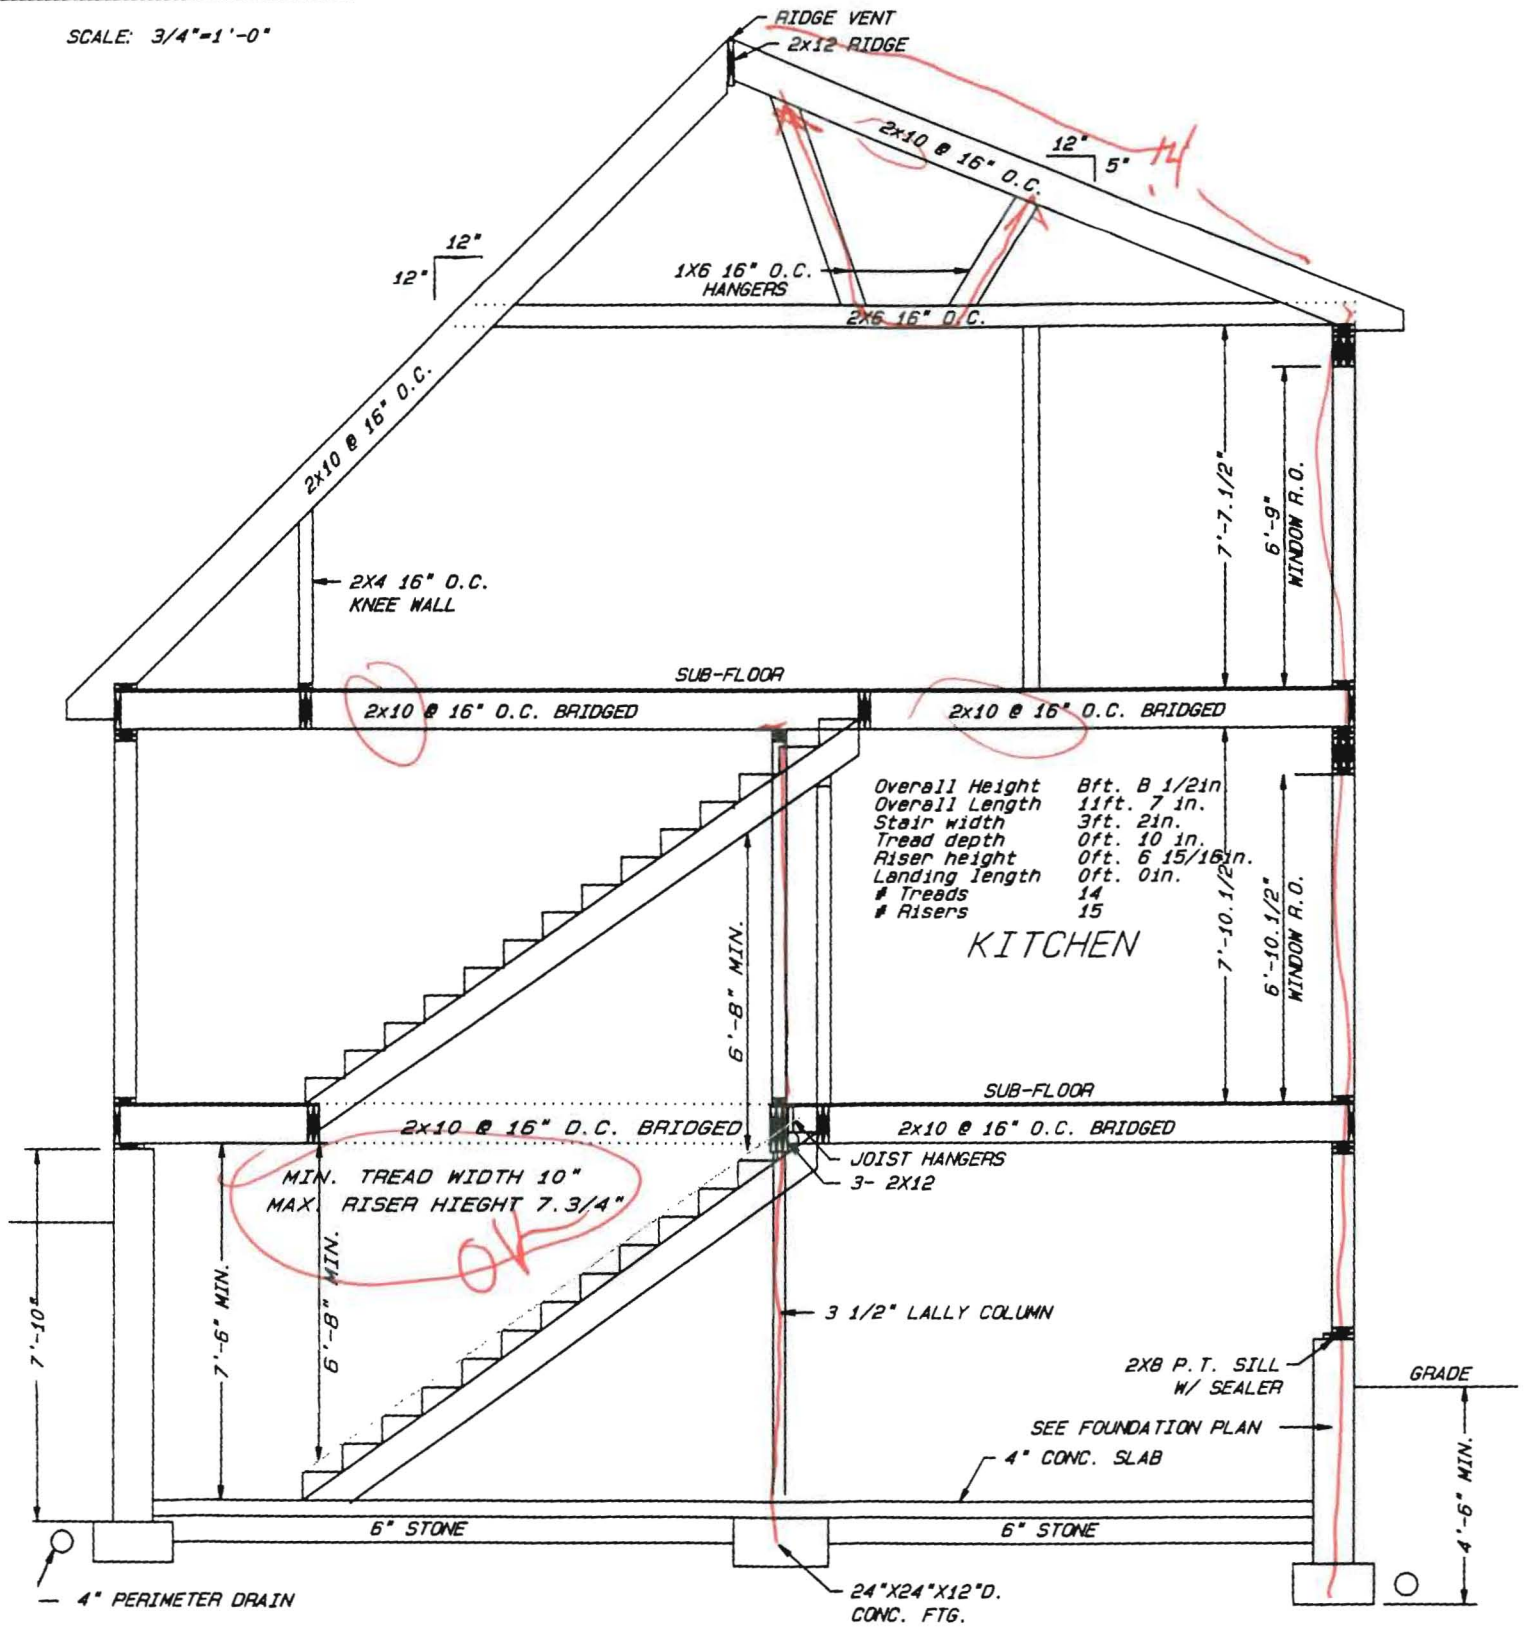 SCALE: 3/4"=1'-0"
RIDGE VENT
2x12 RIDGE
2x10 @ 16" O.C.
12"
5"
14
12"
12"
1X6 16" O.C.
HANGERS
2X6 16" O.C.
2x10 @ 16" O.C.
7'-7.1/2"
6'-9"
WINDOW R.O.
2X4 16" O.C.
KNEE WALL
SUB-FLOOR
2x10 @ 16" O.C. BRIDGED
2x10 @ 16" O.C. BRIDGED
Overall Height 8ft. 8 1/2in
Overall Length 11ft. 7 in.
Stair width 3ft. 2in.
Tread depth 0ft. 10 in.
Riser height 0ft. 6 15/16in.
Landing length 0ft. 0in.
# Treads 14
# Risers 15
KITCHEN
7'-10.1/2"
6'-10.1/2"
WINDOW R.O.
6'-8" MIN.
SUB-FLOOR
2x10 @ 16" O.C. BRIDGED
2x10 @ 16" O.C. BRIDGED
JOIST HANGERS
3- 2X12
MIN. TREAD WIDTH 10"
MAX. RISER HIEGHT 7.3/4"
OK
7'-10"
7'-6" MIN.
6'-8" MIN.
3 1/2" LALLY COLUMN
2X8 P.T. SILL
W/ SEALER
GRADE
SEE FOUNDATION PLAN
4" CONC. SLAB
4'-6" MIN.
6" STONE
6" STONE
4" PERIMETER DRAIN
24"X24"X12"D.
CONC. FTG.